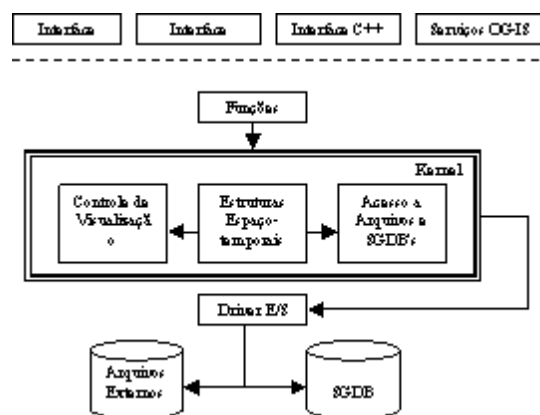 Interface
Interface
Interface C++
Serviços OGIS
Funções
Kernel
Controle de
Visualizaçã
o
Estruturas
Espaço-
temporais
Acesso a
Arquivos e
SGDB's
Driver E/S
Arquivos
Externos
SGDB